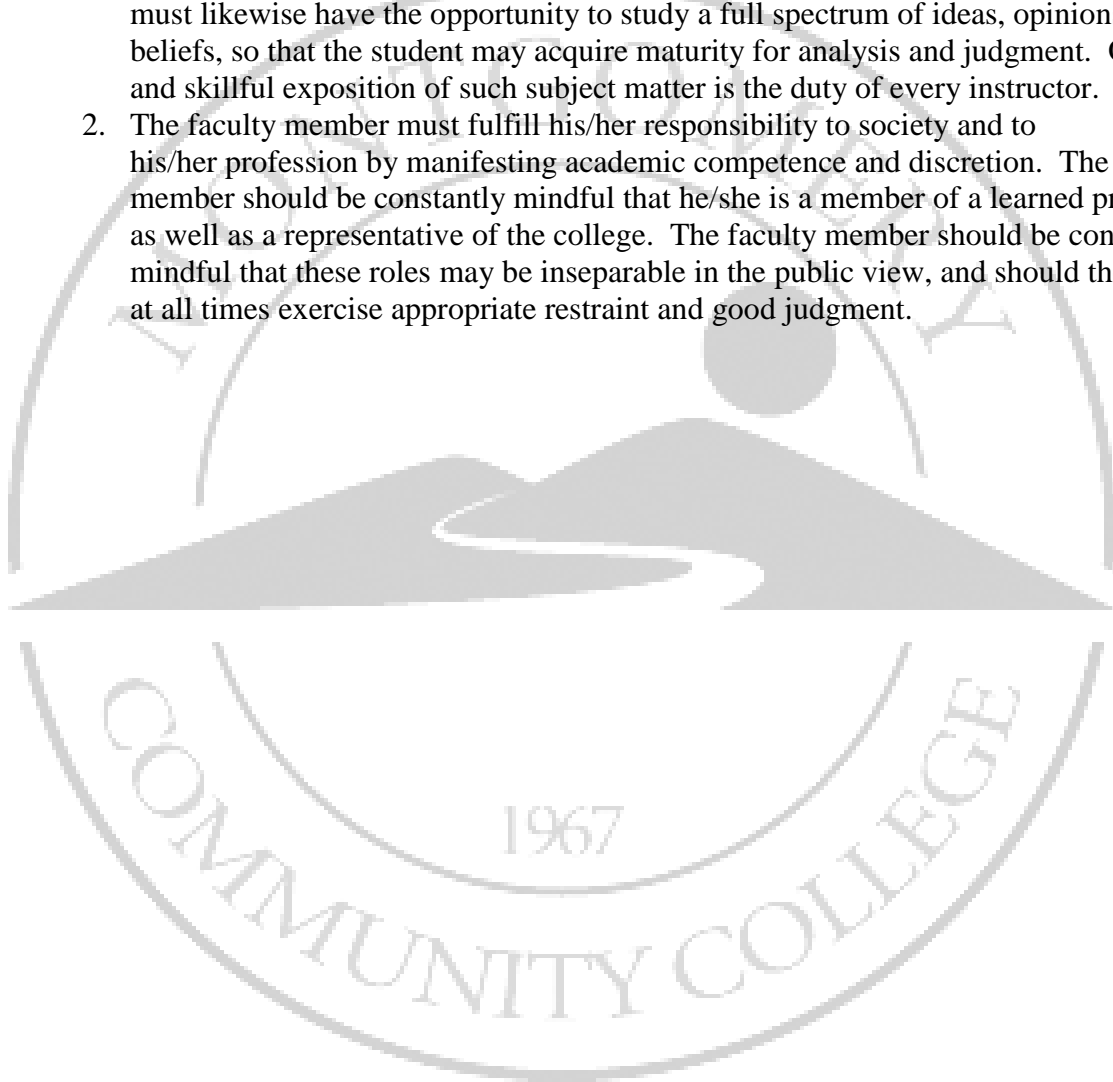 must likewise have the opportunity to study a full spectrum of ideas, opinion
beliefs, so that the student may acquire maturity for analysis and judgment.
and skillful exposition of such subject matter is the duty of every instructor.
2. The faculty member must fulfill his/her responsibility to society and to
his/her profession by manifesting academic competence and discretion. The
member should be constantly mindful that he/she is a member of a learned
as well as a representative of the college. The faculty member should be
mindful that these roles may be inseparable in the public view, and should
at all times exercise appropriate restraint and good judgment.
MONTGOMERY
1967
COMMUNITY COLLEGE